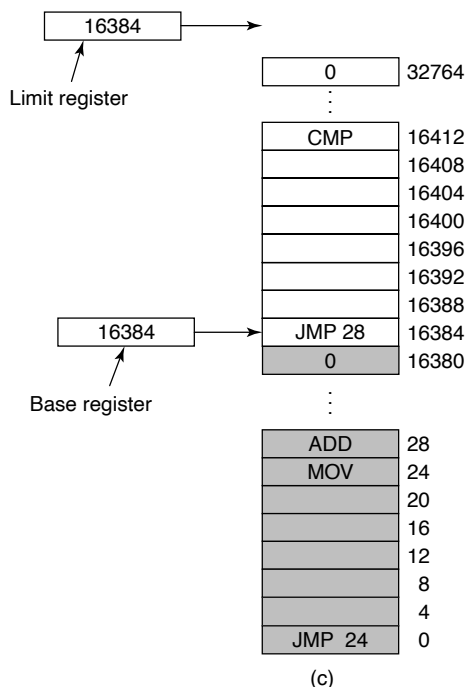 16384
Limit register
0 32764
CMP 16412
16408
16404
16400
16396
16392
16388
16384 JMP 28 16384
0 16380
Base register
ADD 28
MOV 24
20
16
12
8
4
JMP 24 0
(c)